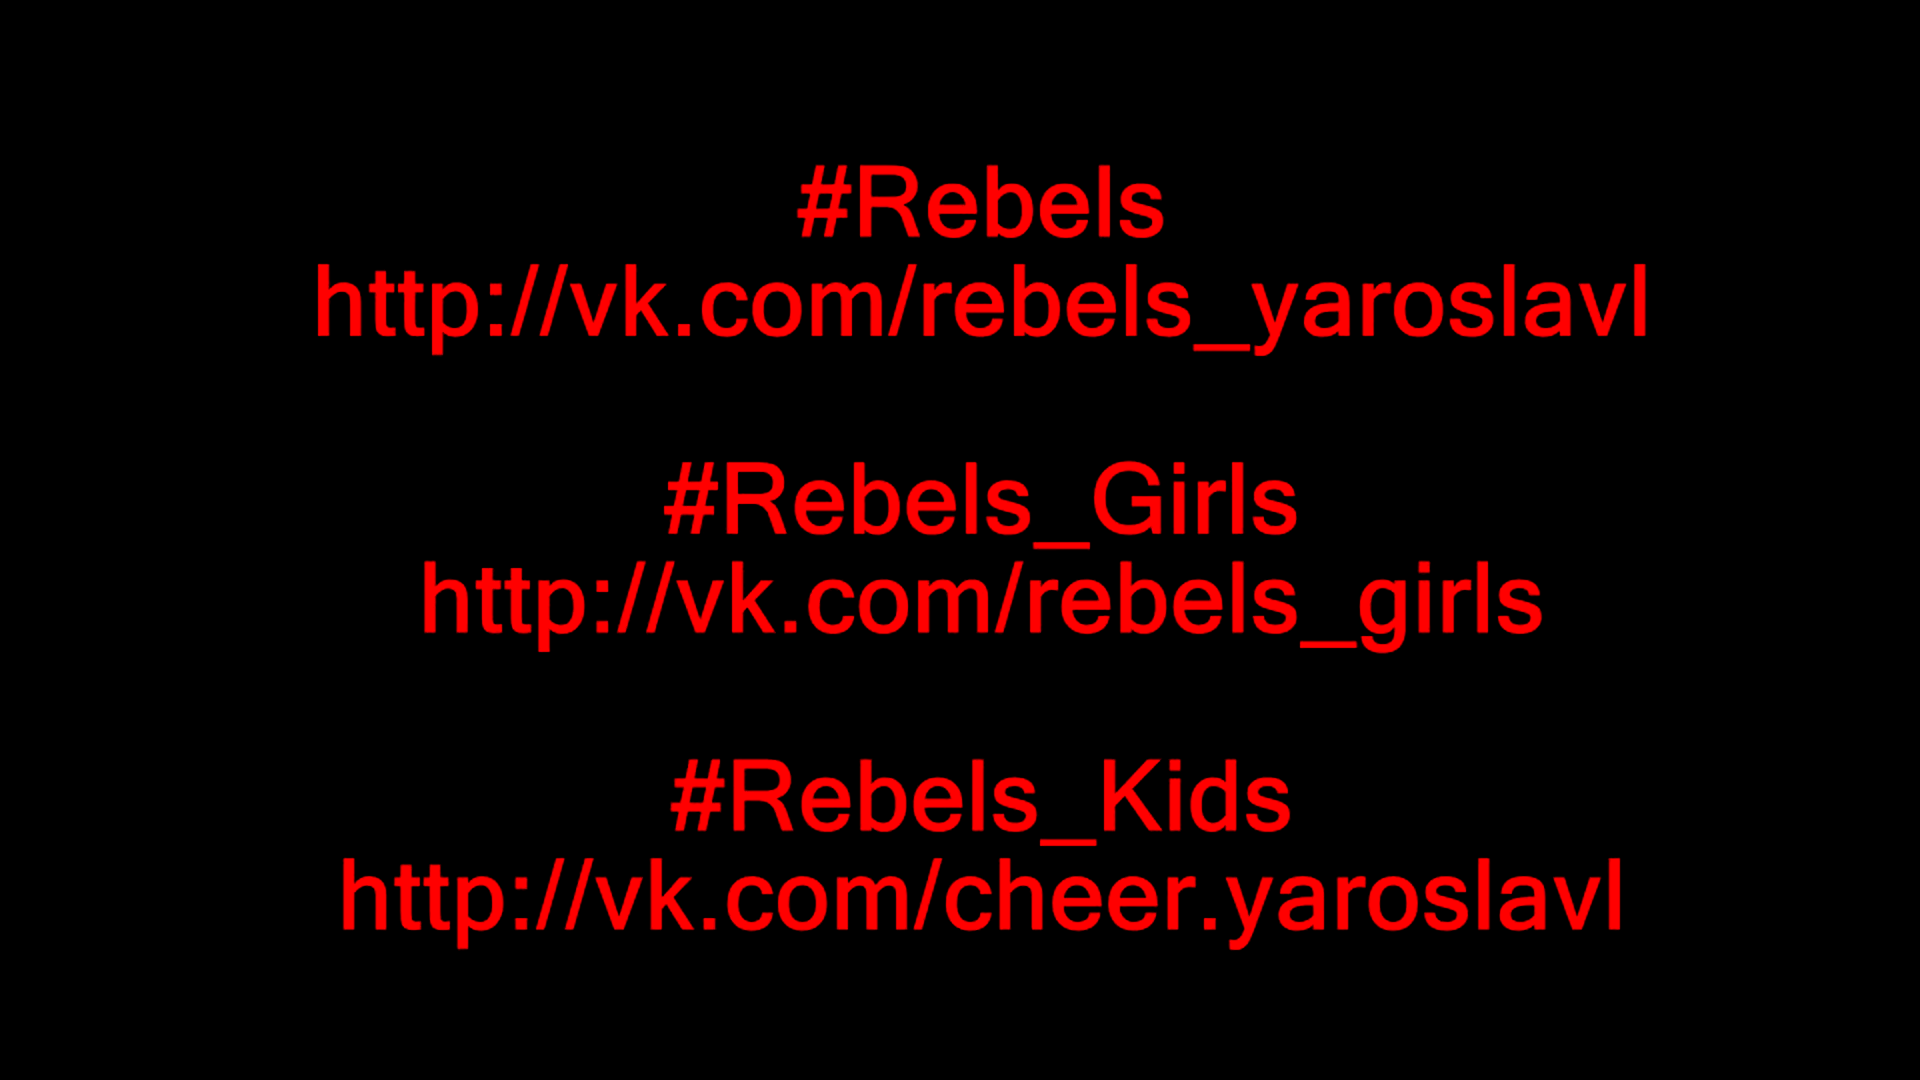 #Rebels
http://vk.com/rebels_yaroslavl
#Rebels_Girls
http://vk.com/rebels_girls
#Rebels_Kids
http://vk.com/cheer.yaroslavl